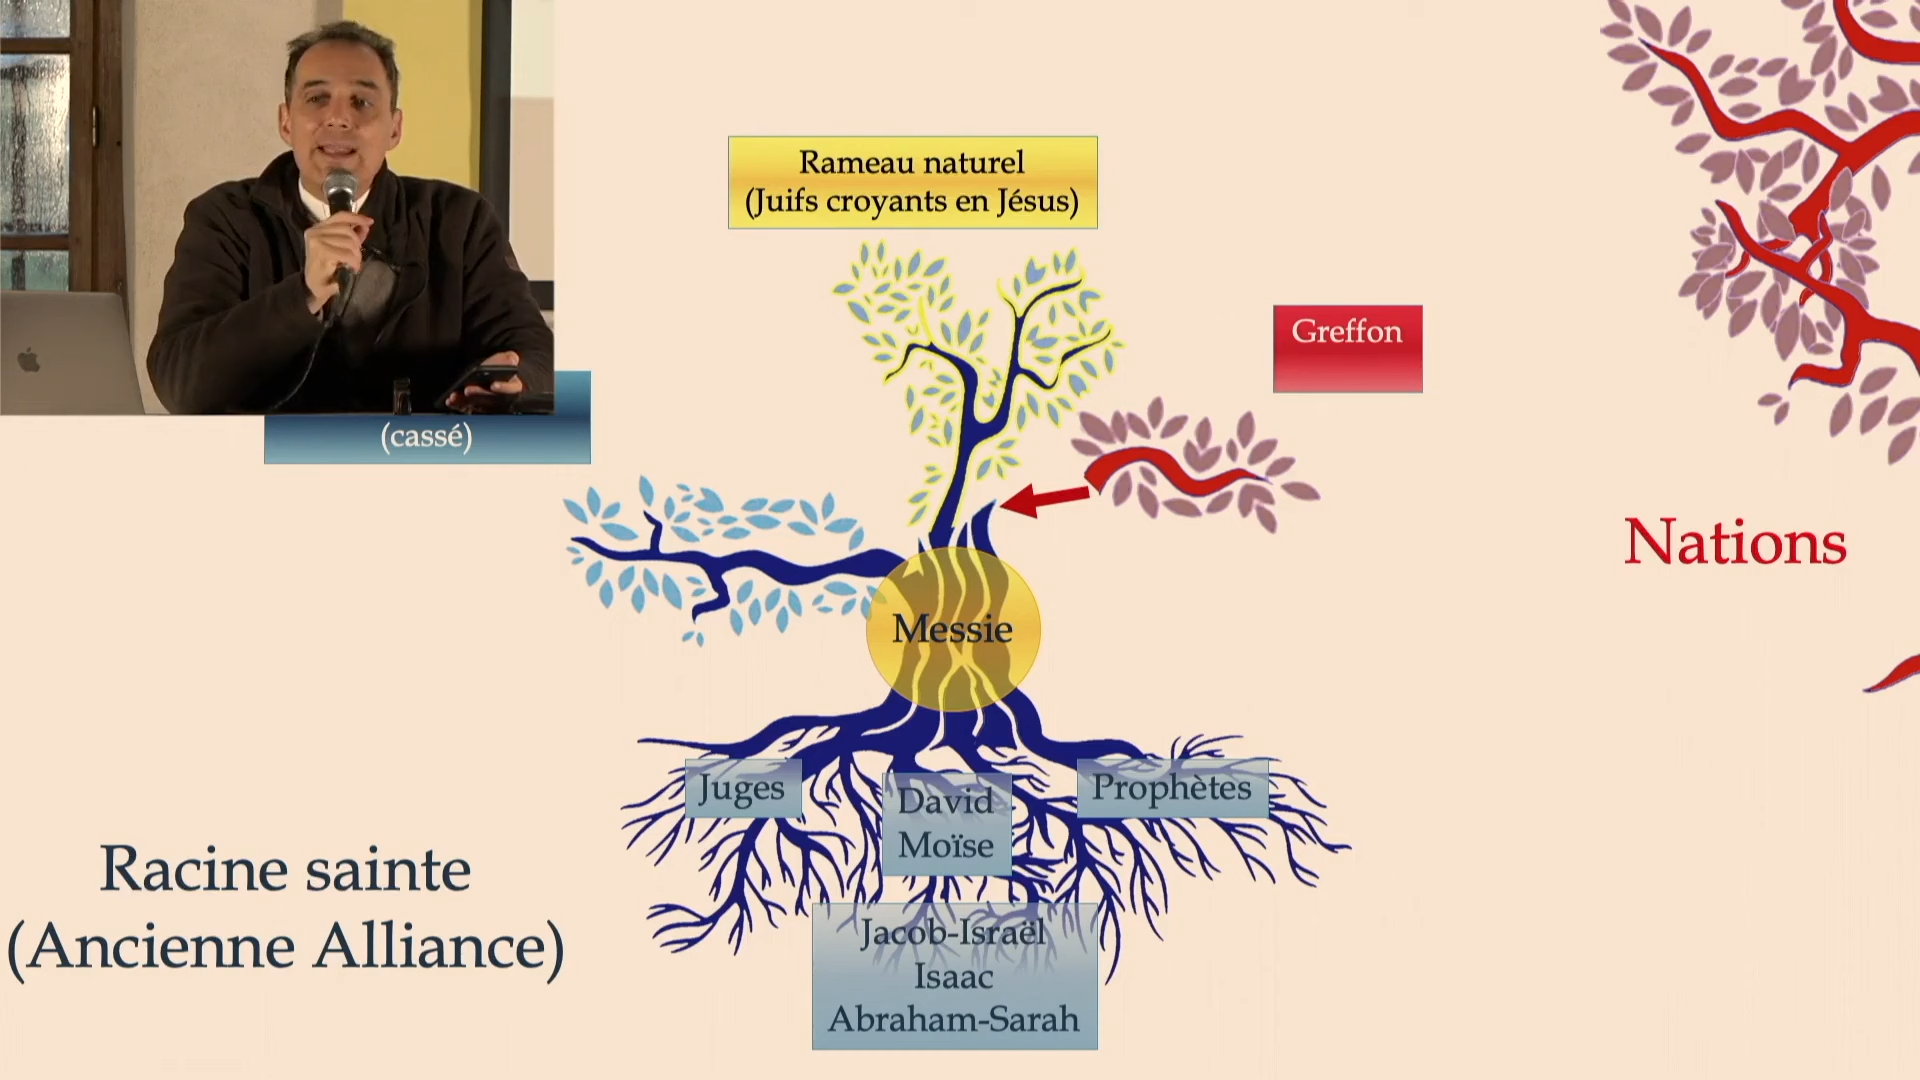 Rameau naturel
(Juifs croyants en Jésus)
Greffon
(cassé)
Nations
Messie
Juges
David
Moïse
Prophètes
Racine sainte
(Ancienne Alliance)
Jacob-Israël
Isaac
Abraham-Sarah